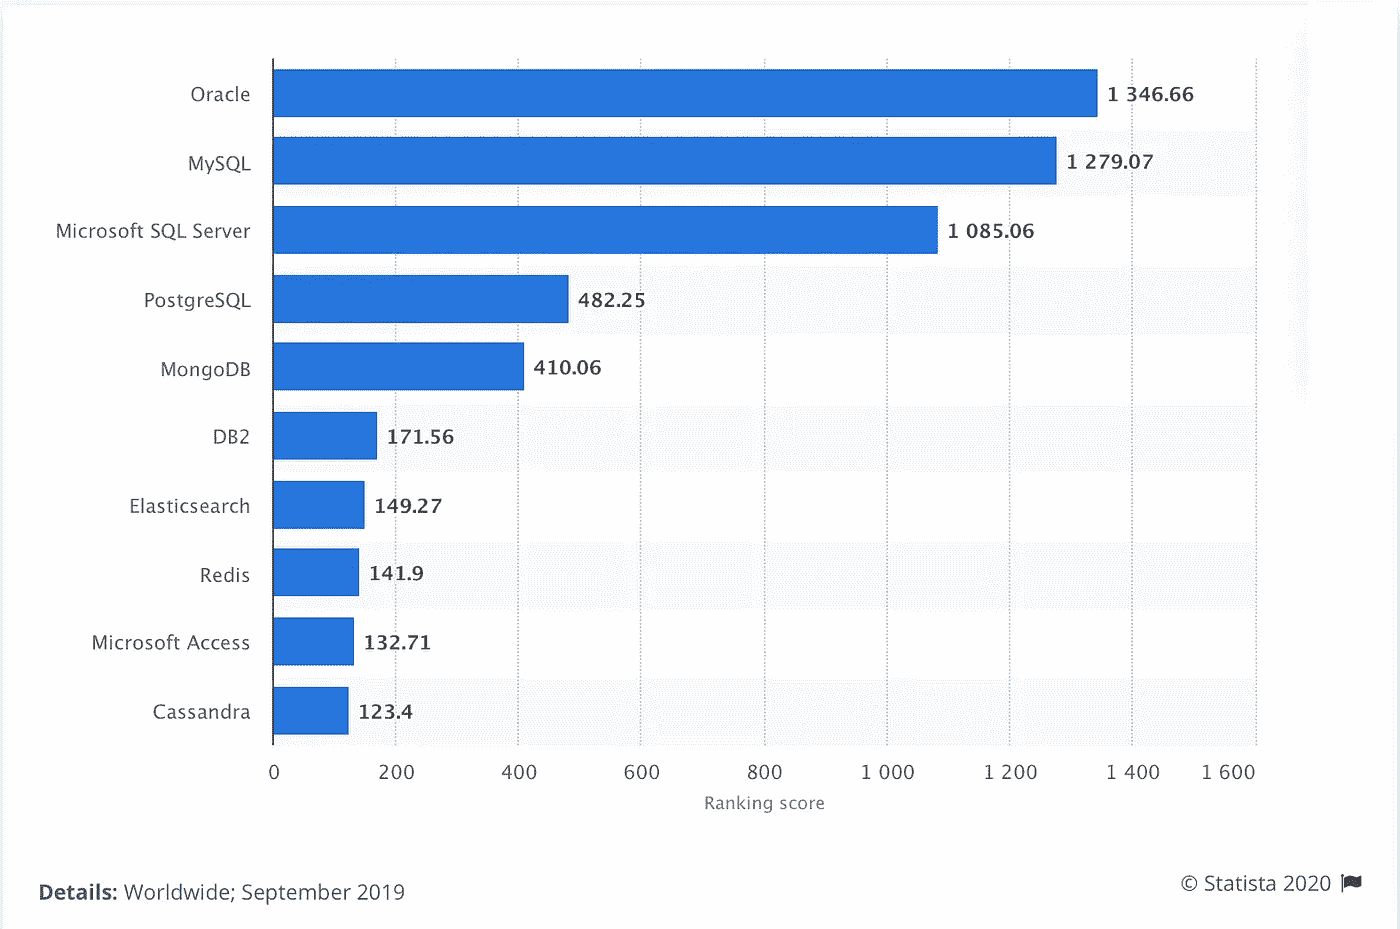 Oracle 1 346.66
MySQL 1 279.07
Microsoft SQL Server 1 085.06
PostgreSQL 482.25
MongoDB 410.06
DB2 171.56
Elasticsearch 149.27
Redis 141.9
Microsoft Access 132.71
Cassandra 123.4
0 200 400 600 800 1 000 1 200 1 400 1 600
Ranking score
Details: Worldwide; September 2019
© Statista 2020